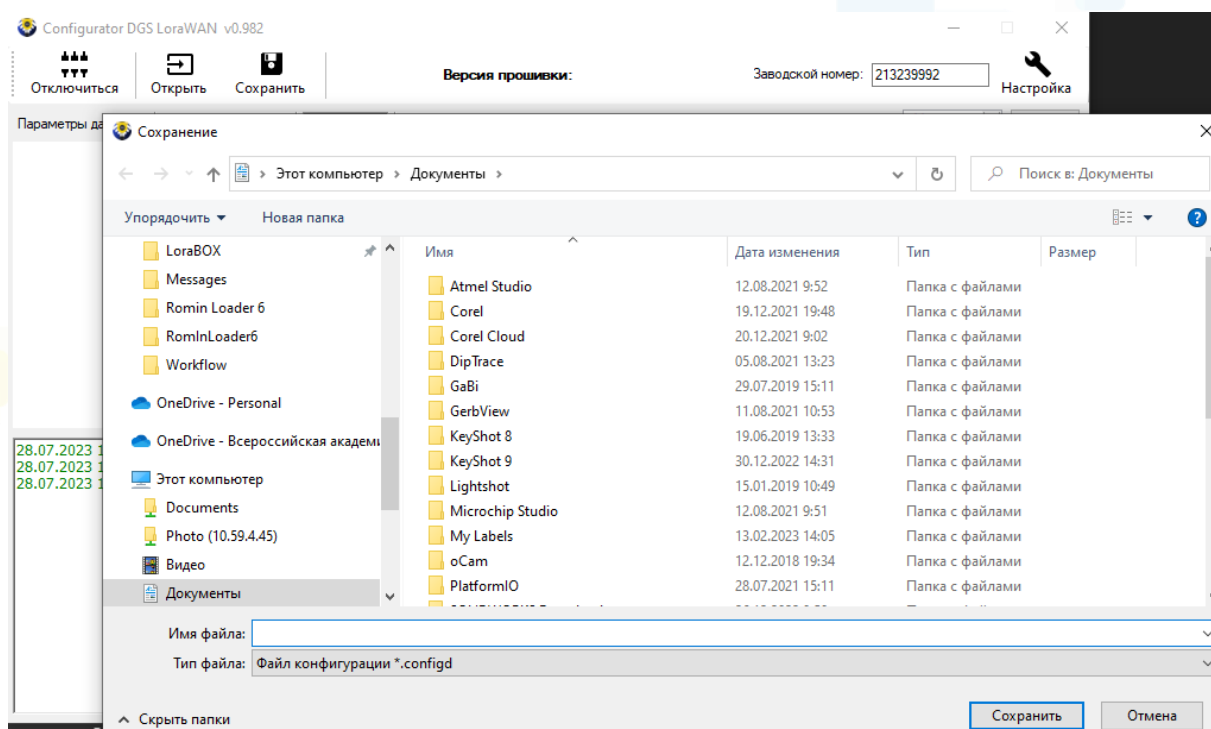 Configurator DGS LoraWAN v0.982
Отключиться Открыть Сохранить Версия прошивки: Заводской номер: 213239992 Настройка
Параметры да
Сохранение
Этот компьютер › Документы › Поиск в: Документы
Упорядочить Новая папка
Имя Дата изменения Тип Размер
LoraBOX
Messages
Romin Loader 6
RomInLoader6
Workflow
OneDrive - Personal
OneDrive - Всероссийская академи
Этот компьютер
Documents
Photo (10.59.4.45)
Видео
Документы
Atmel Studio 12.08.2021 9:52 Папка с файлами
Corel 19.12.2021 19:48 Папка с файлами
Corel Cloud 20.12.2021 9:02 Папка с файлами
DipTrace 05.08.2021 13:23 Папка с файлами
GaBi 29.07.2019 15:11 Папка с файлами
GerbView 11.08.2021 10:53 Папка с файлами
KeyShot 8 19.06.2019 13:33 Папка с файлами
KeyShot 9 30.12.2022 14:31 Папка с файлами
Lightshot 15.01.2019 10:49 Папка с файлами
Microchip Studio 12.08.2021 9:51 Папка с файлами
My Labels 13.02.2023 14:05 Папка с файлами
oCam 12.12.2018 19:34 Папка с файлами
PlatformIO 28.07.2021 15:11 Папка с файлами
28.07.2023 1
28.07.2023 1
28.07.2023 1
Имя файла:
Тип файла: Файл конфигурации *.configd
Скрыть папки Сохранить Отмена